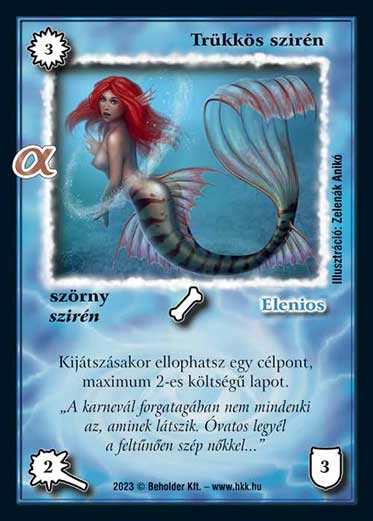 3
Trükkös szirén
α
Illusztráció: Zelenák Anikó
szörny
szirén
Elenios
Kijátszásakor ellophatsz egy célpont,
maximum 2-es költségű lapot.
„A karnevál forgatagában nem mindenki
az, aminek látszik. Óvatos legyél
a feltűnően szép nőkkel...”
2
3
2023 © Beholder Kft. – www.hkk.hu